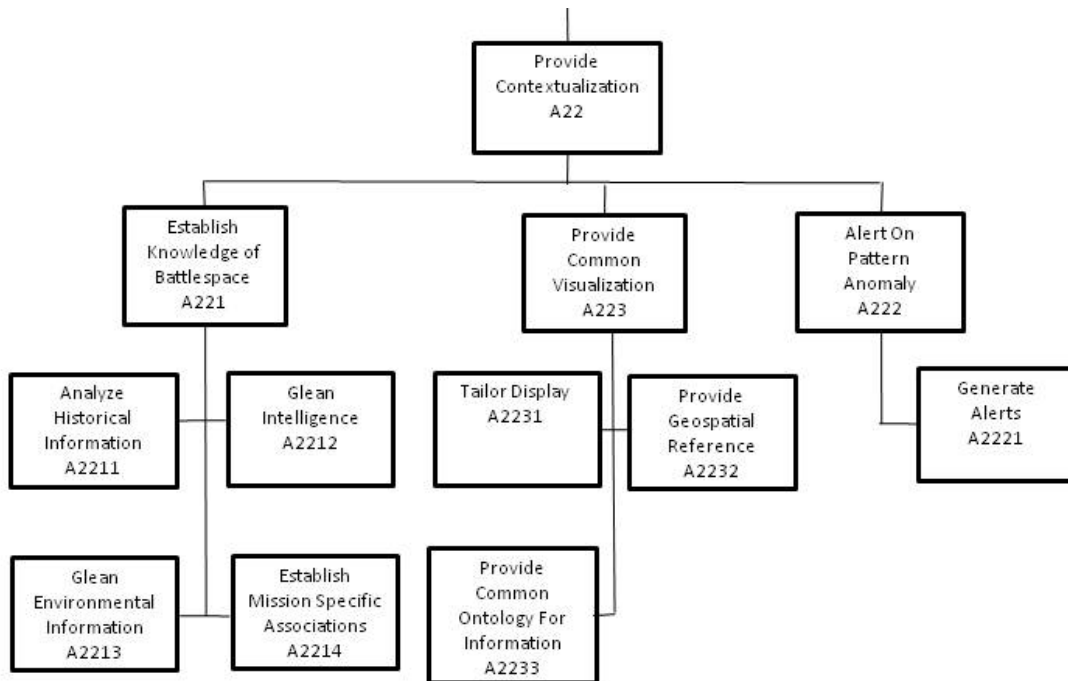 Provide
Contextualization
A22
Establish
Knowledge of
Battlespace
A221
Provide
Common
Visualization
A223
Alert On
Pattern
Anomaly
A222
Analyze
Historical
Information
A2211
Glean
Intelligence
A2212
Tailor Display
A2231
Provide
Geospatial
Reference
A2232
Generate
Alerts
A2221
Glean
Environmental
Information
A2213
Establish
Mission Specific
Associations
A2214
Provide
Common
Ontology For
Information
A2233